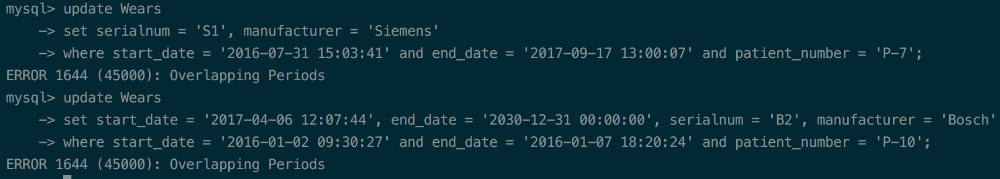 mysql> update Wears
    -> set serialnum = 'S1', manufacturer = 'Siemens'
    -> where start_date = '2016-07-31 15:03:41' and end_date = '2017-09-17 13:00:07' and patient_number = 'P-7';
ERROR 1644 (45000): Overlapping Periods
mysql> update Wears
    -> set start_date = '2017-04-06 12:07:44', end_date = '2030-12-31 00:00:00', serialnum = 'B2', manufacturer = 'Bosch'
    -> where start_date = '2016-01-02 09:30:27' and end_date = '2016-01-07 18:20:24' and patient_number = 'P-10';
ERROR 1644 (45000): Overlapping Periods